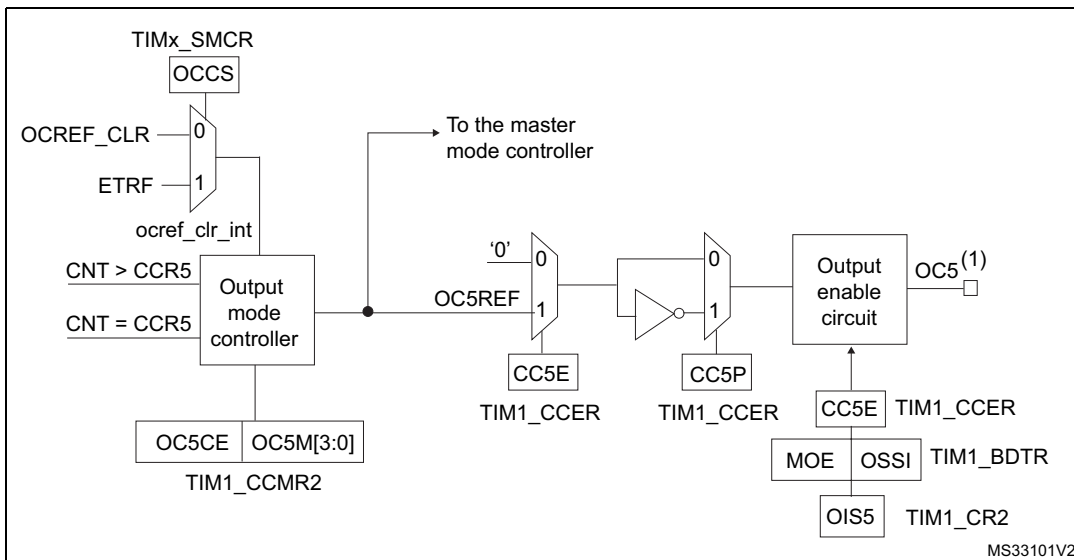 TIMx_SMCR
OCCS
OCREF_CLR
0
ETRF
1
ocref_clr_int
To the master
mode controller
CNT > CCR5
CNT = CCR5
Output
mode
controller
‘0’
0
OC5REF
1
0
1
Output
enable
circuit
OC5(1)
CC5E
TIM1_CCER
CC5P
TIM1_CCER
CC5E
TIM1_CCER
OC5CE
OC5M[3:0]
TIM1_CCMR2
MOE
OSSI
TIM1_BDTR
OIS5
TIM1_CR2
MS33101V2